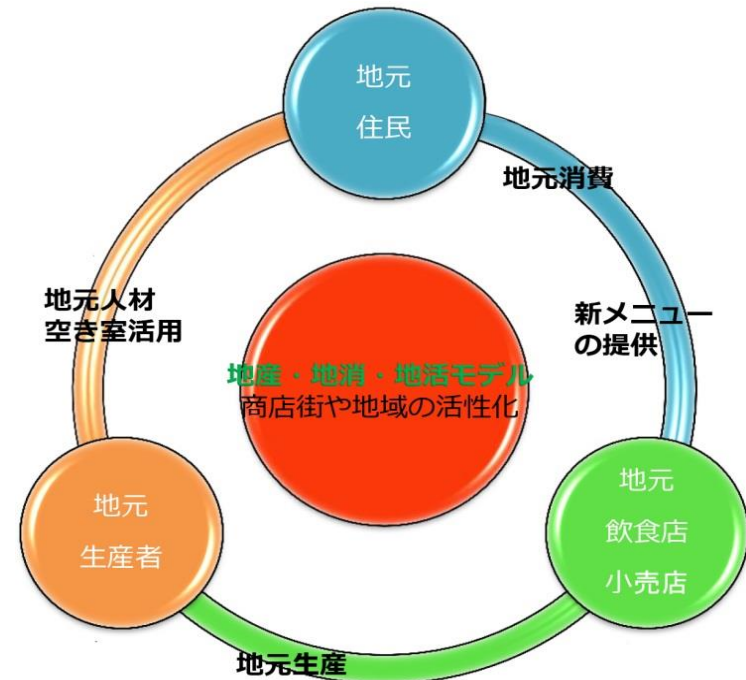 地元
住民
地元消費
地元人材
空き室活用
新メニュー
の提供
地産・地消・地活モデル
商店街や地域の活性化
地元
生産者
地元
飲食店
小売店
地元生産